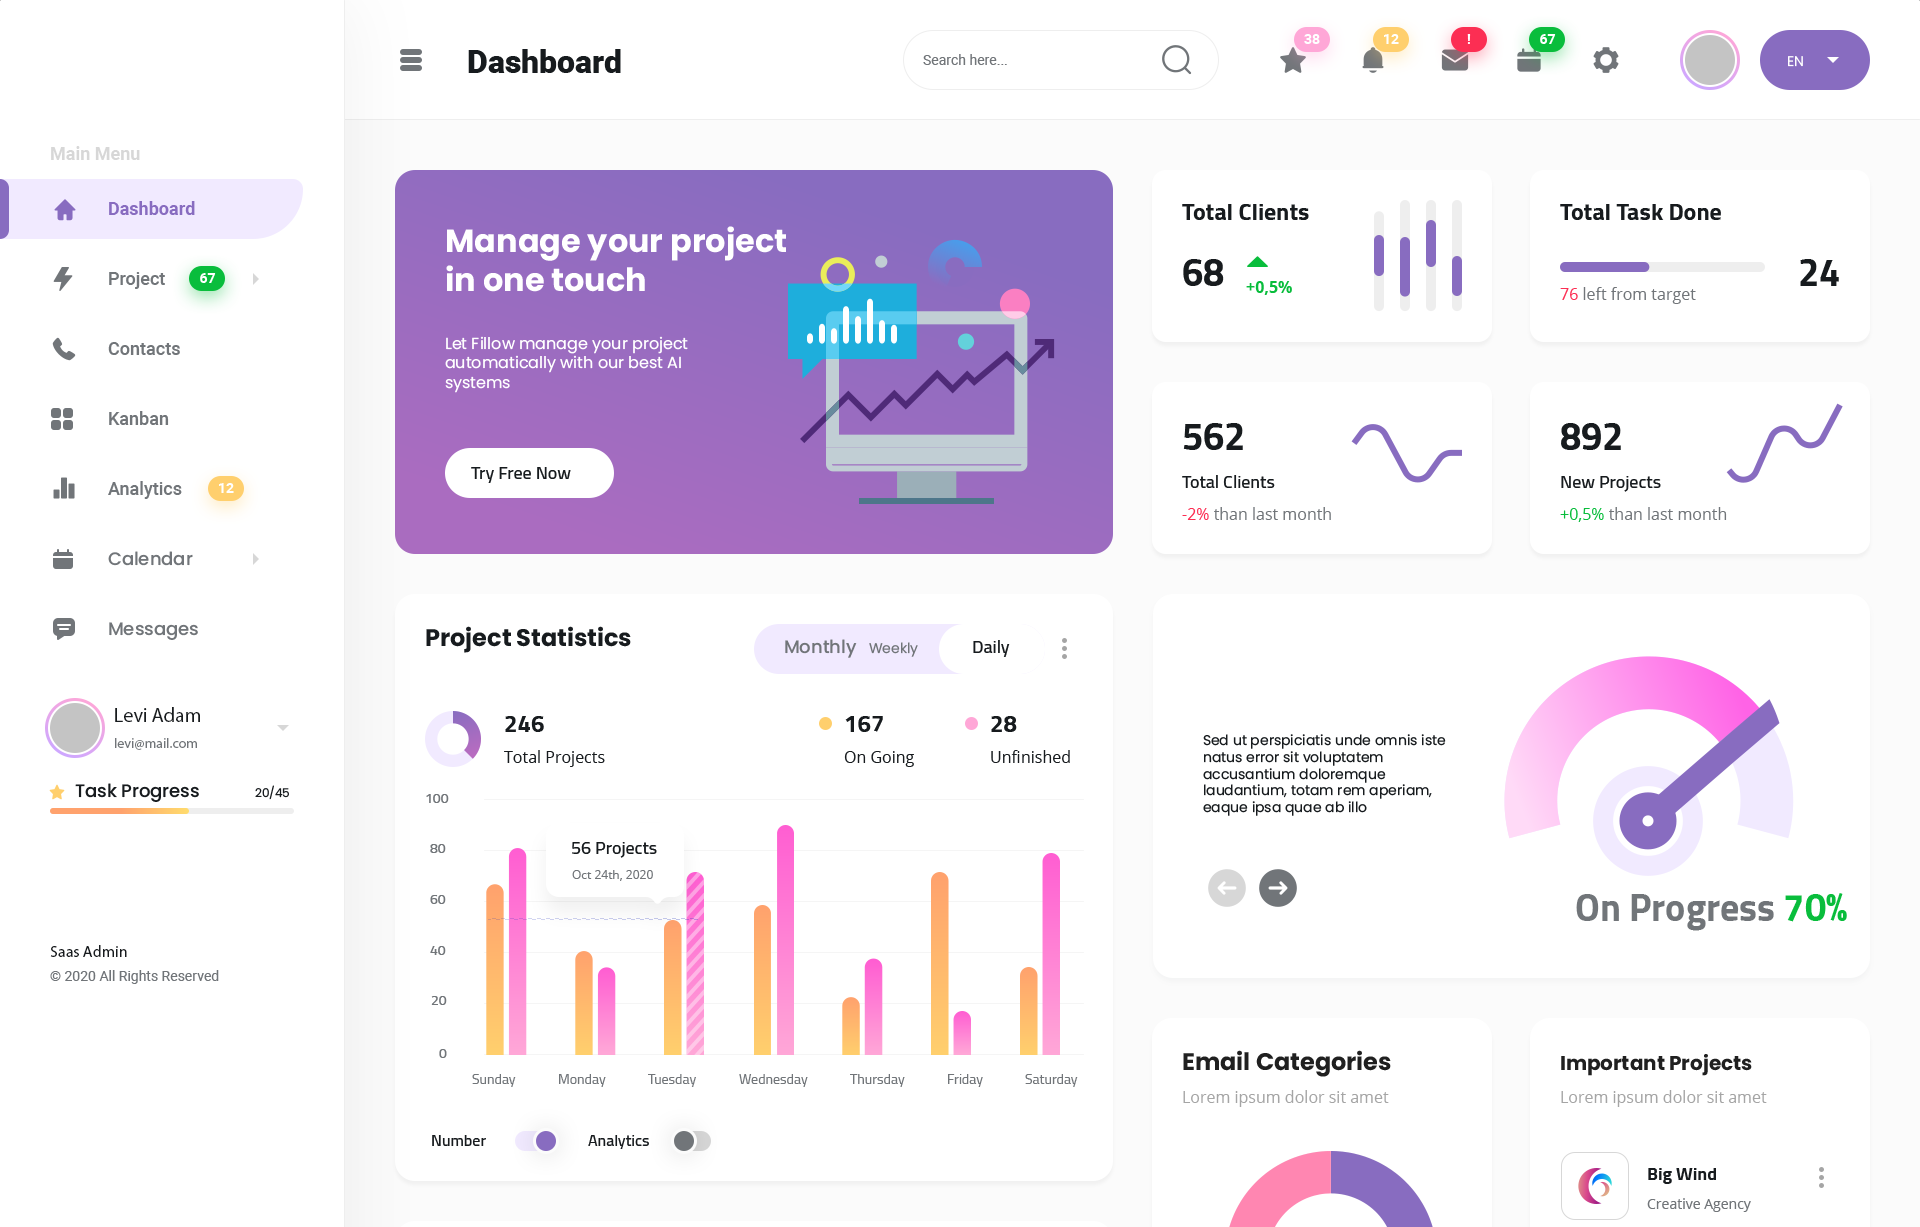 Dashboard
Search here...
38
12
!
67
EN
Main Menu
Dashboard
Project 67
Contacts
Kanban
Analytics 12
Calendar
Messages
Levi Adam
levi@mail.com
Task Progress 20/45
Saas Admin
© 2020 All Rights Reserved
Manage your project
in one touch
Let Fillow manage your project
automatically with our best AI
systems
Try Free Now
Total Clients
68
+0,5%
Total Task Done
24
76 left from target
562
Total Clients
-2% than last month
892
New Projects
+0,5% than last month
Project Statistics
Monthly Weekly Daily
246
Total Projects
167
On Going
28
Unfinished
100
80
60
40
20
0
56 Projects
Oct 24th, 2020
Sunday Monday Tuesday Wednesday Thursday Friday Saturday
Number Analytics
Sed ut perspiciatis unde omnis iste
natus error sit voluptatem
accusantium doloremque
laudantium, totam rem aperiam,
eaque ipsa quae ab illo
On Progress 70%
Email Categories
Lorem ipsum dolor sit amet
Important Projects
Lorem ipsum dolor sit amet
Big Wind
Creative Agency